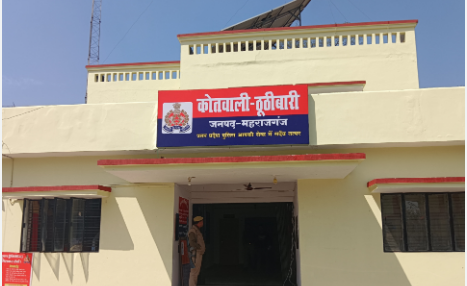 कोतवाली-ठूठीबारी
जनपद-महराजगंज
उत्तर प्रदेश पुलिस आपकी सेवा में सदैव तत्पर